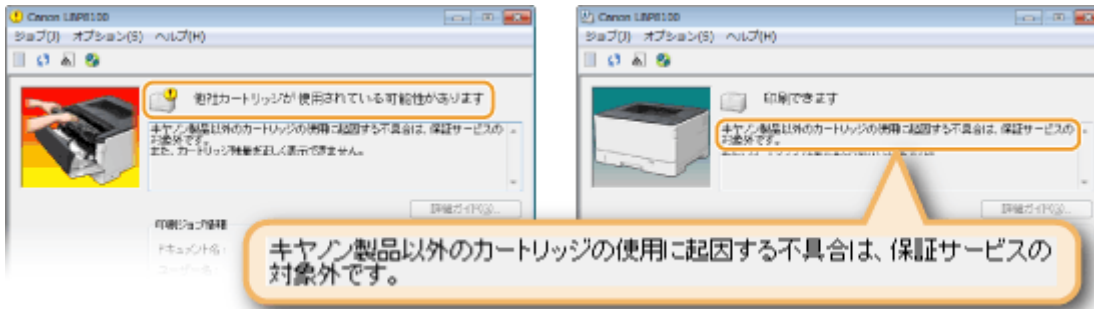 Canon LBP8100
ジョブ(J) オプション(S) ヘルプ(H)
他社カートリッジが使用されている可能性があります
キヤノン製品以外のカートリッジの使用に起因する不具合は、保証サービスの
対象外です。
また、カートリッジ残量を正しく表示できません。
詳細ガイド(G)...
印刷ジョブ情報
ドキュメント名:
ユーザー名:
Canon LBP8100
ジョブ(J) オプション(S) ヘルプ(H)
印刷できます
キヤノン製品以外のカートリッジの使用に起因する不具合は、保証サービスの
対象外です。
詳細ガイド(G)...
キヤノン製品以外のカートリッジの使用に起因する不具合は、保証サービスの
対象外です。